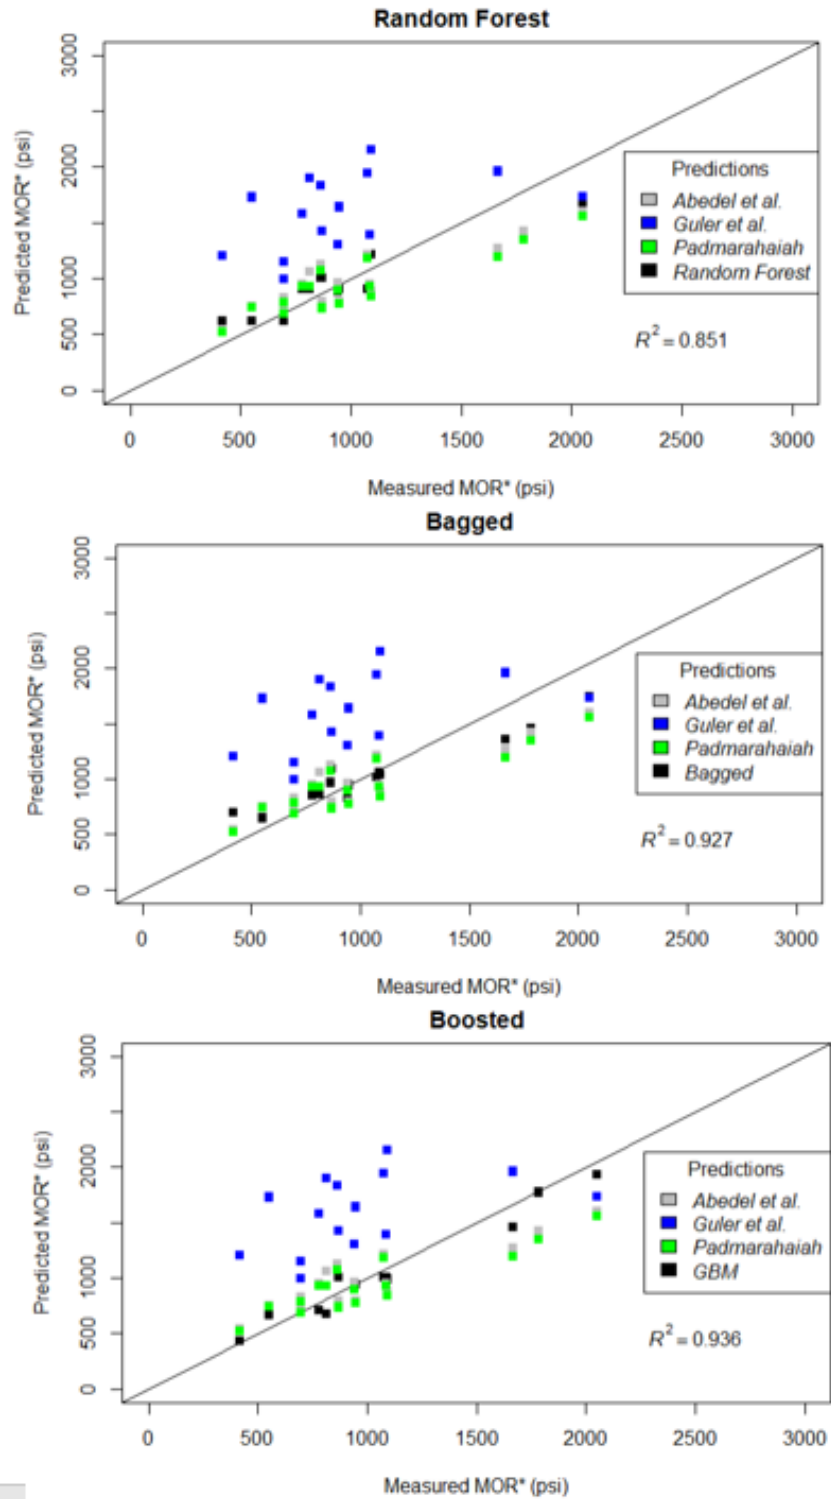 Random Forest
Predicted MOR* (psi)
3000
2000
1000
500
0
Predictions
Abedel et al.
Guler et al.
Padmarahaiah
Random Forest
R² = 0.851
0 500 1000 1500 2000 2500 3000
Measured MOR* (psi)
Bagged
Predicted MOR* (psi)
3000
2000
1000
500
0
Predictions
Abedel et al.
Guler et al.
Padmarahaiah
Bagged
R² = 0.927
0 500 1000 1500 2000 2500 3000
Measured MOR* (psi)
Boosted
Predicted MOR* (psi)
3000
2000
1000
500
0
Predictions
Abedel et al.
Guler et al.
Padmarahaiah
GBM
R² = 0.936
0 500 1000 1500 2000 2500 3000
Measured MOR* (psi)